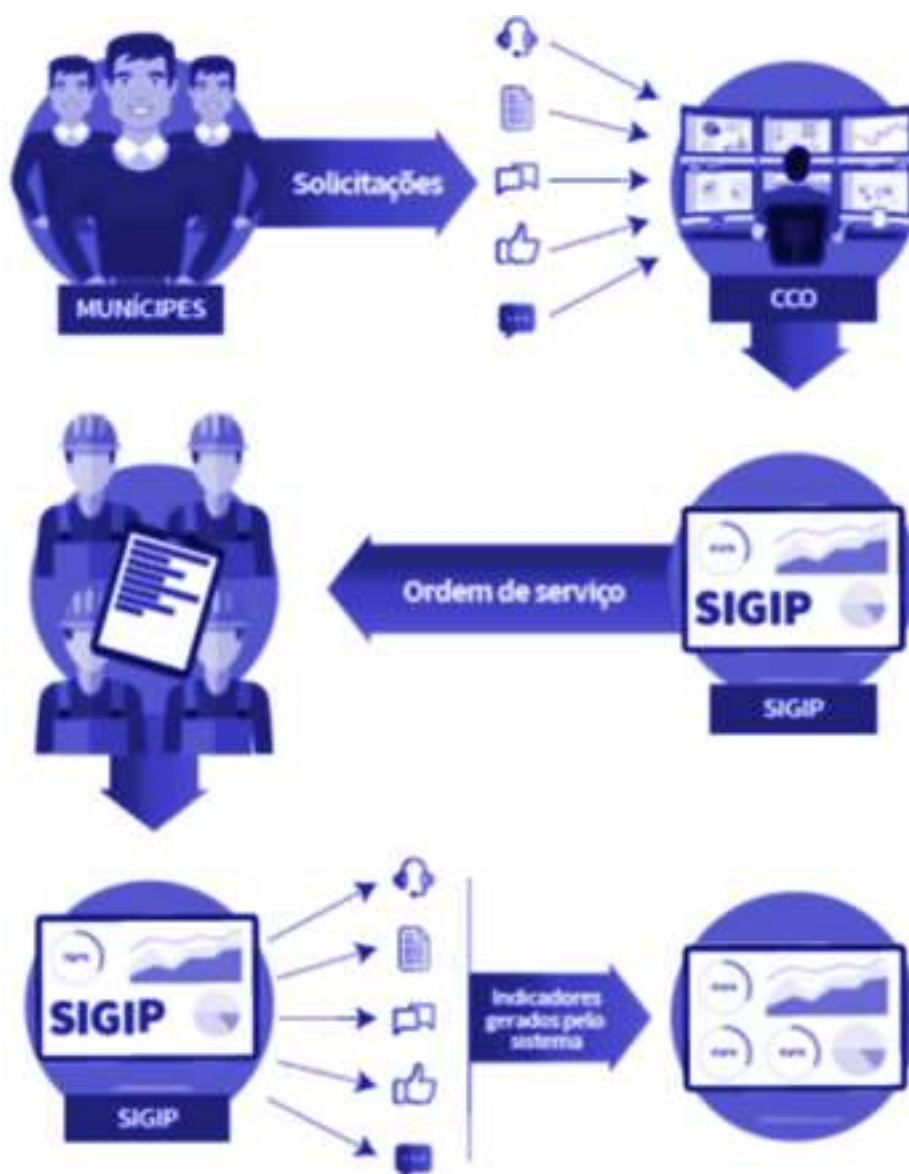 Solicitações
MUNÍCIPES
CCO
Ordem de serviço
SIGIP
SIGIP
SIGIP
SIGIP
Indicadores
gerados pelo
sistema